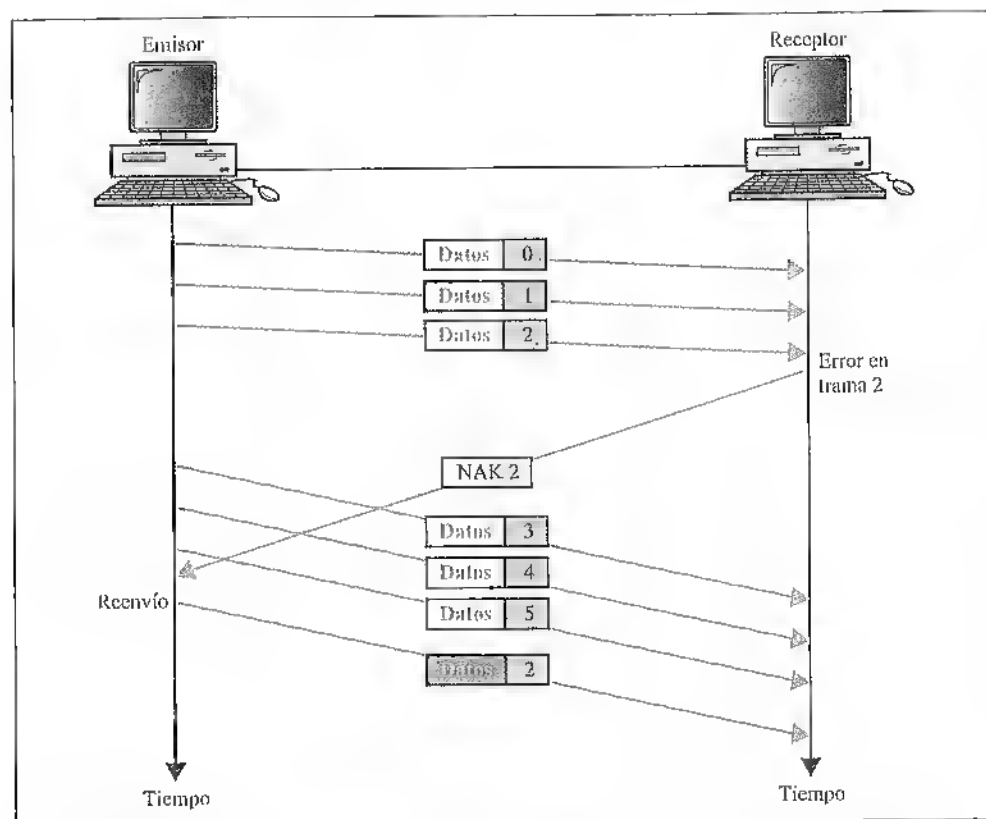 Emisor
Receptor
Datos 0
Datos 1
Datos 2
Error en
trama 2
NAK 2
Datos 3
Datos 4
Reenvío
Datos 5
Datos 2
Tiempo
Tiempo